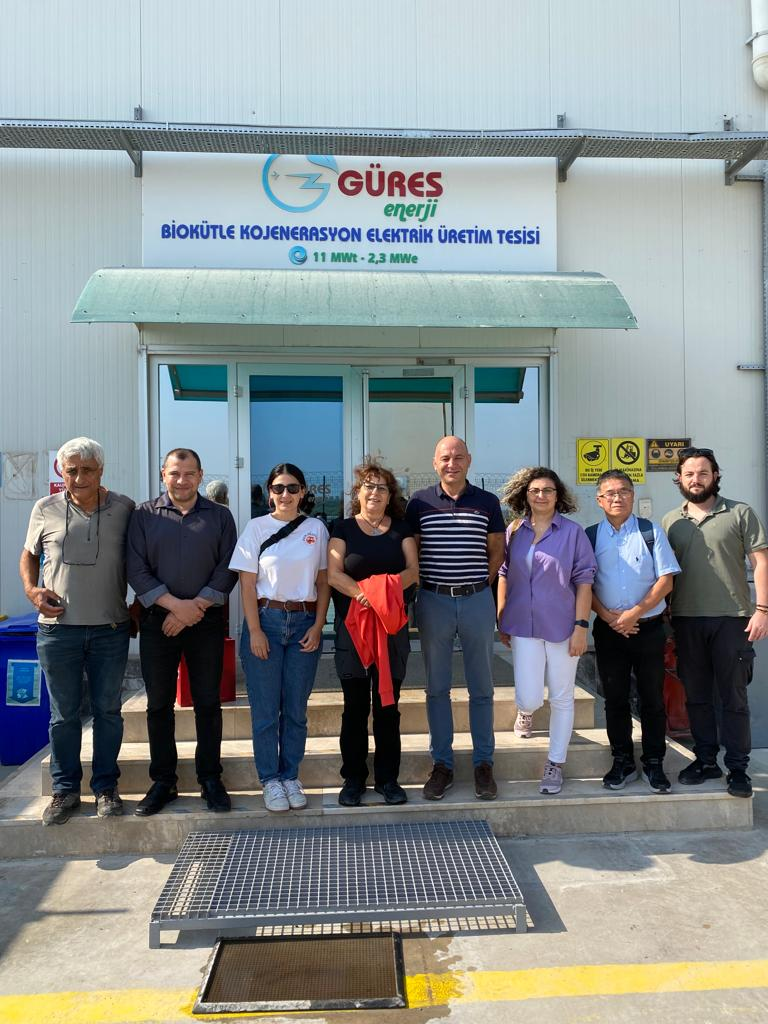 GÜRES
enerji
BİOKÜTLE KOJENERASYON ELEKTRİK ÜRETİM TESİSİ
11 MWt - 2,3 MWe
UYARI